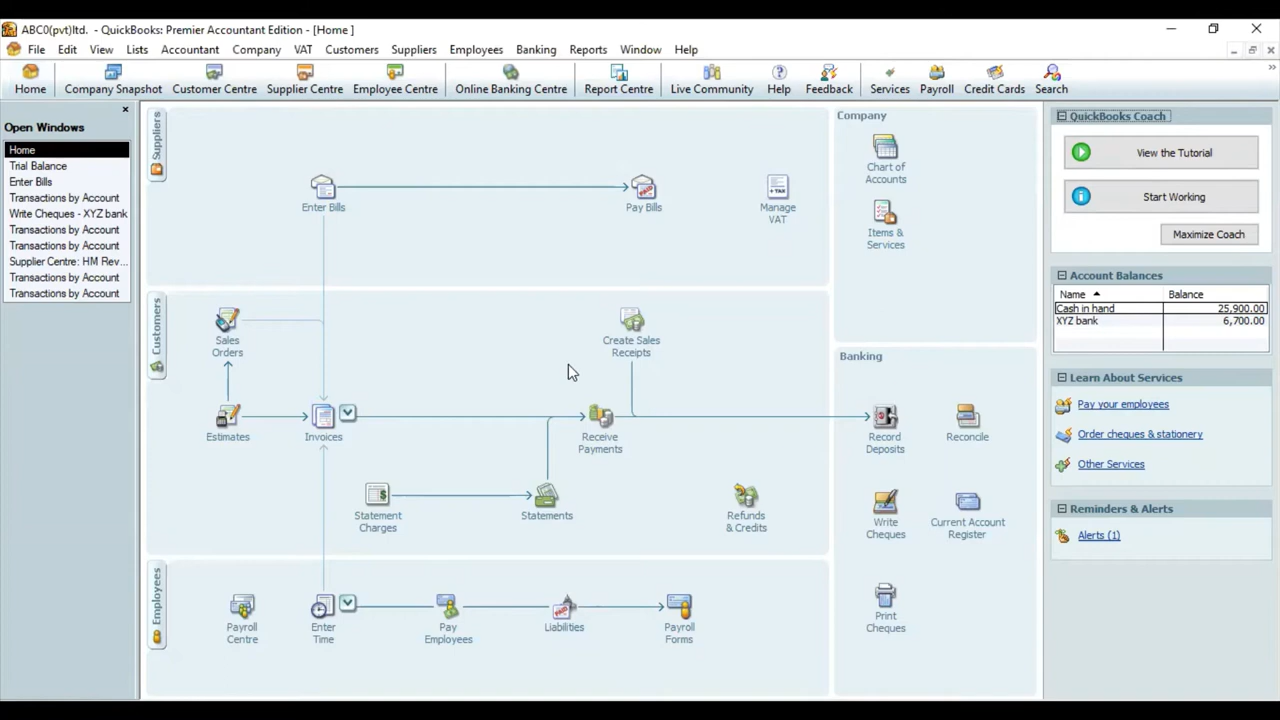 ABC0(pvt)ltd. - QuickBooks: Premier Accountant Edition - [Home ]
File Edit View Lists Accountant Company VAT Customers Suppliers Employees Banking Reports Window Help
Home Company Snapshot Customer Centre Supplier Centre Employee Centre Online Banking Centre Report Centre Live Community Help Feedback Services Payroll Credit Cards Search
Open Windows
Home
Trial Balance
Enter Bills
Transactions by Account
Write Cheques - XYZ bank
Transactions by Account
Transactions by Account
Supplier Centre: HM Rev...
Transactions by Account
Transactions by Account
Suppliers
Enter Bills
Pay Bills
Manage
VAT
Customers
Sales
Orders
Create Sales
Receipts
Estimates
Invoices
Receive
Payments
Statement
Charges
Statements
Refunds
& Credits
Employees
Payroll
Centre
Enter
Time
Pay
Employees
Liabilities
Payroll
Forms
Company
Chart of
Accounts
Items &
Services
Banking
Record
Deposits
Reconcile
Write
Cheques
Current Account
Register
Print
Cheques
QuickBooks Coach
View the Tutorial
Start Working
Maximize Coach
Account Balances
Name Balance
Cash in hand 25,900.00
XYZ bank 6,700.00
Learn About Services
Pay your employees
Order cheques & stationery
Other Services
Reminders & Alerts
Alerts (1)